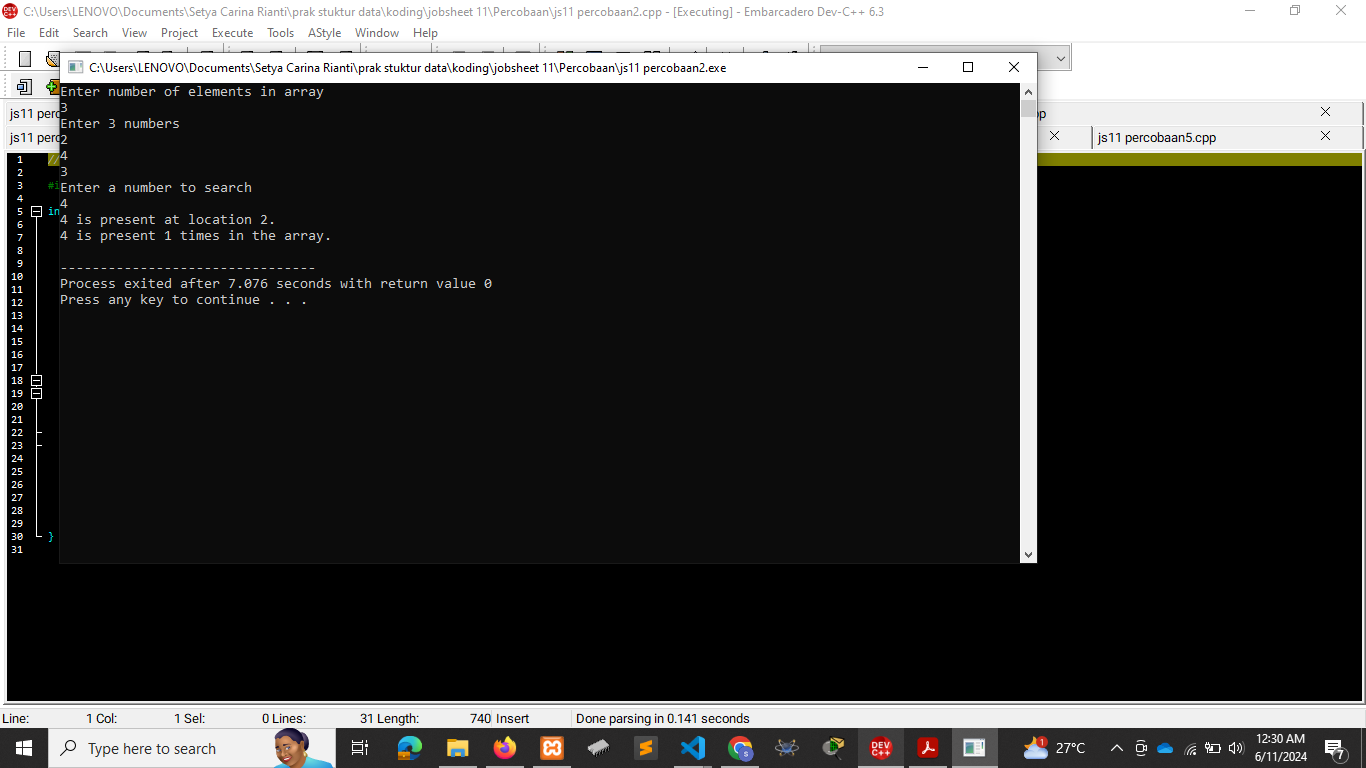 C:\Users\LENOVO\Documents\Setya Carina Rianti\prak stuktur data\koding\jobsheet 11\Percobaan\js11 percobaan2.cpp - [Executing] - Embarcadero Dev-C++ 6.3
File Edit Search View Project Execute Tools AStyle Window Help
C:\Users\LENOVO\Documents\Setya Carina Rianti\prak stuktur data\koding\jobsheet 11\Percobaan\js11 percobaan2.exe
js11
js11
js11 percobaan5.cpp
Enter number of elements in array
3
Enter 3 numbers
2
4
3
Enter a number to search
4
4 is present at location 2.
4 is present 1 times in the array.
--------------------------------
Process exited after 7.076 seconds with return value 0
Press any key to continue . . .
1
2
3
4
5
6
7
8
9
10
11
12
13
14
15
16
17
18
19
20
21
22
23
24
25
26
27
28
29
30 }
31
Line: 1 Col: 1 Sel: 0 Lines: 31 Length: 740 Insert Done parsing in 0.141 seconds
Type here to search
DEV C++
1
27°C
12:30 AM
6/11/2024
7